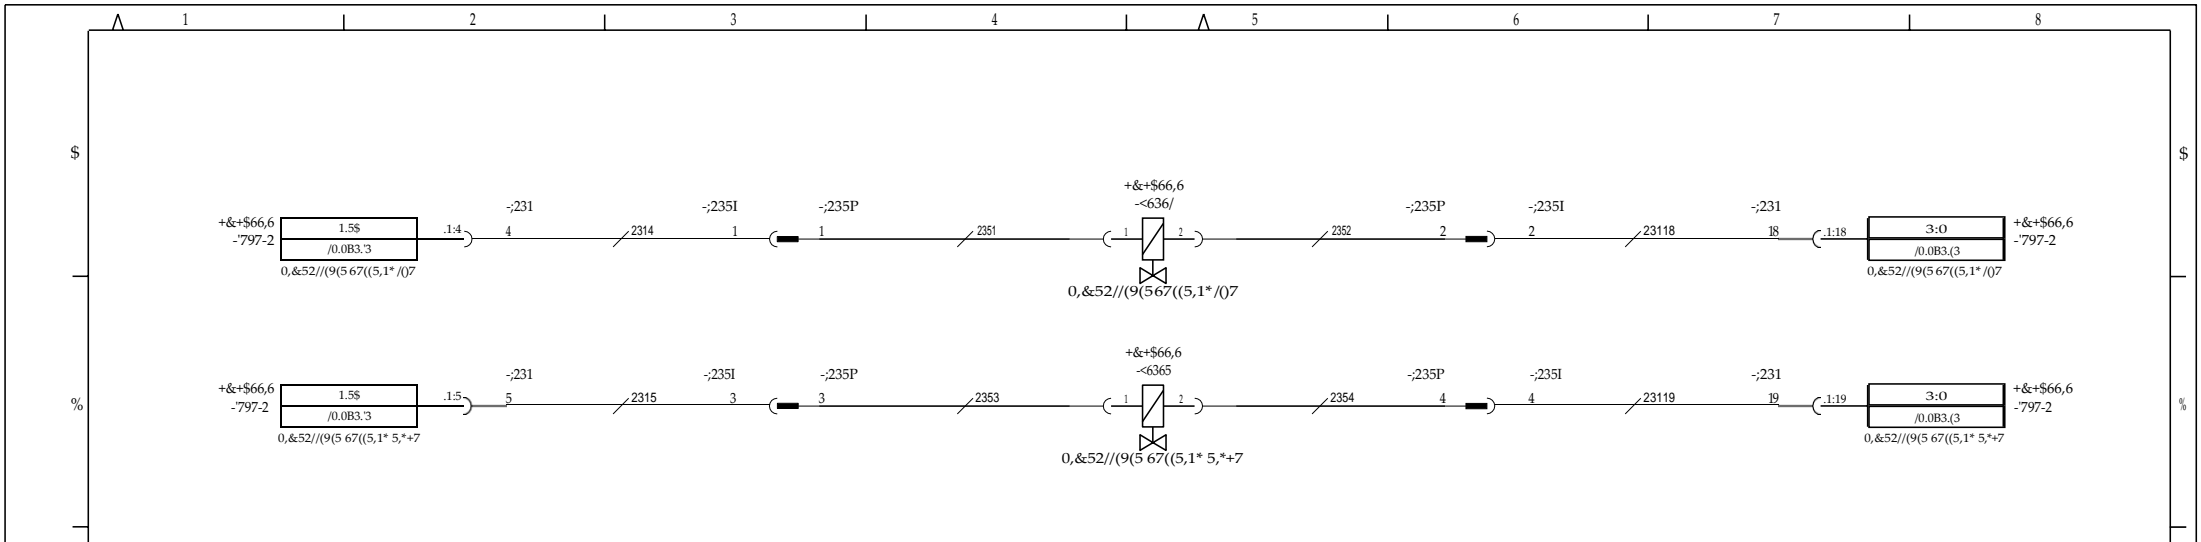 1 2 3 4 5 6 7 8
$ $
+&+$66,6
-<636/
-;231 -;235I -;235P -;235P -;235I -;231
+&+$66,6 1.5$ .1:4 4 2314 1 1 2351 1 2 2352 2 2 23118 18 .1:18 3:0 +&+$66,6
-'797-2 /0.0B3.'3 /0.0B3.(3 -'797-2
0,&52//(9(5 67((5,1* /()7 0,&52//(9(5 67((5,1* /()7
0,&52//(9(5 67((5,1* /()7
+&+$66,6
-<6365
-;231 -;235I -;235P -;235P -;235I -;231
+&+$66,6 1.5$ .1:5 5 2315 3 3 2353 1 2 2354 4 4 23119 19 .1:19 3:0 +&+$66,6
% %
-'797-2 /0.0B3.'3 /0.0B3.(3 -'797-2
0,&52//(9(5 67((5,1* 5,*+7 0,&52//(9(5 67((5,1* 5,*+7
0,&52//(9(5 67((5,1* 5,*+7